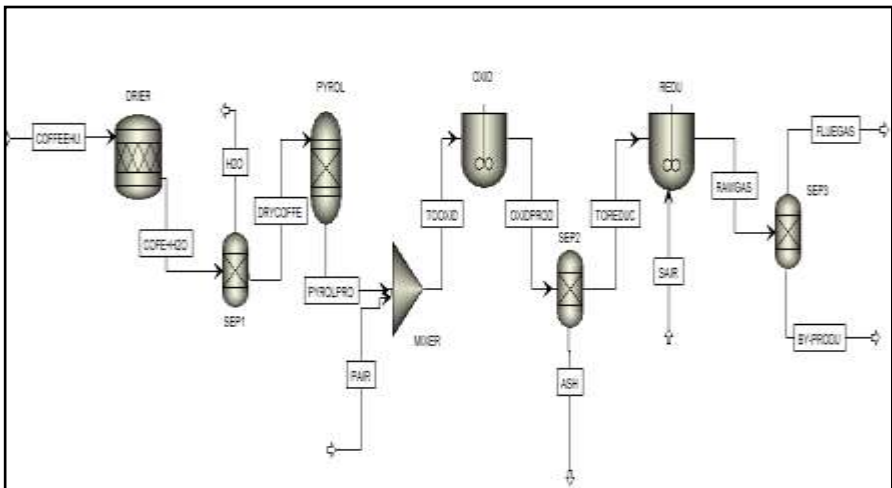 COFFEEHU
DRIER
COFE+H2O
H2O
SEP1
DRYCOFFE
PYROL
PYROLPRO
PAIR
MIXER
TOOXID
OXID
OXIDPROD
SEP2
ASH
TOREDUC
REDU
SAIR
RAWGAS
SEP3
FLUEGAS
BY-PRODU